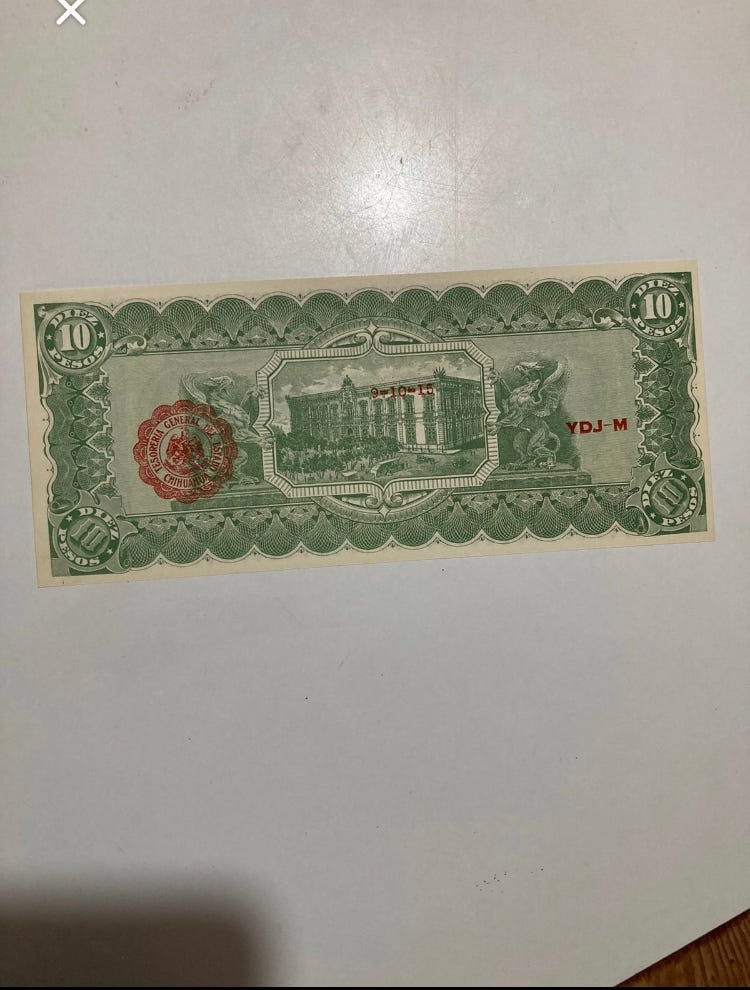 DIEZ
10
PESOS
DIEZ
10
PESOS
9-10-15
TESORERIA GENERAL DEL ESTADO
CHIHUAHUA
YDJ-M
DIEZ
10
PESOS
DIEZ
10
PESOS